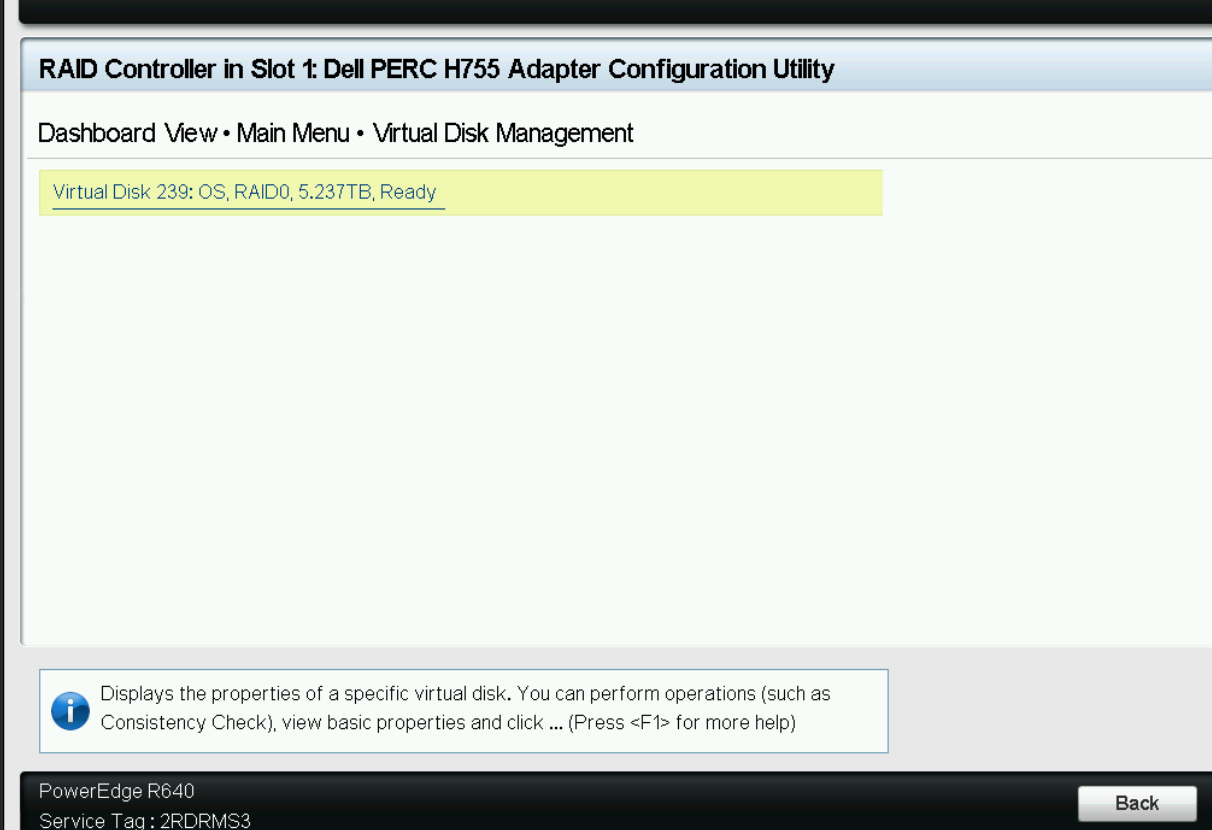 RAID Controller in Slot 1: Dell PERC H755 Adapter Configuration Utility
Dashboard View • Main Menu • Virtual Disk Management
Virtual Disk 239: OS, RAID0, 5.237TB, Ready
Displays the properties of a specific virtual disk. You can perform operations (such as
Consistency Check), view basic properties and click ... (Press <F1> for more help)
PowerEdge R640
Service Tag : 2RDRMS3
Back